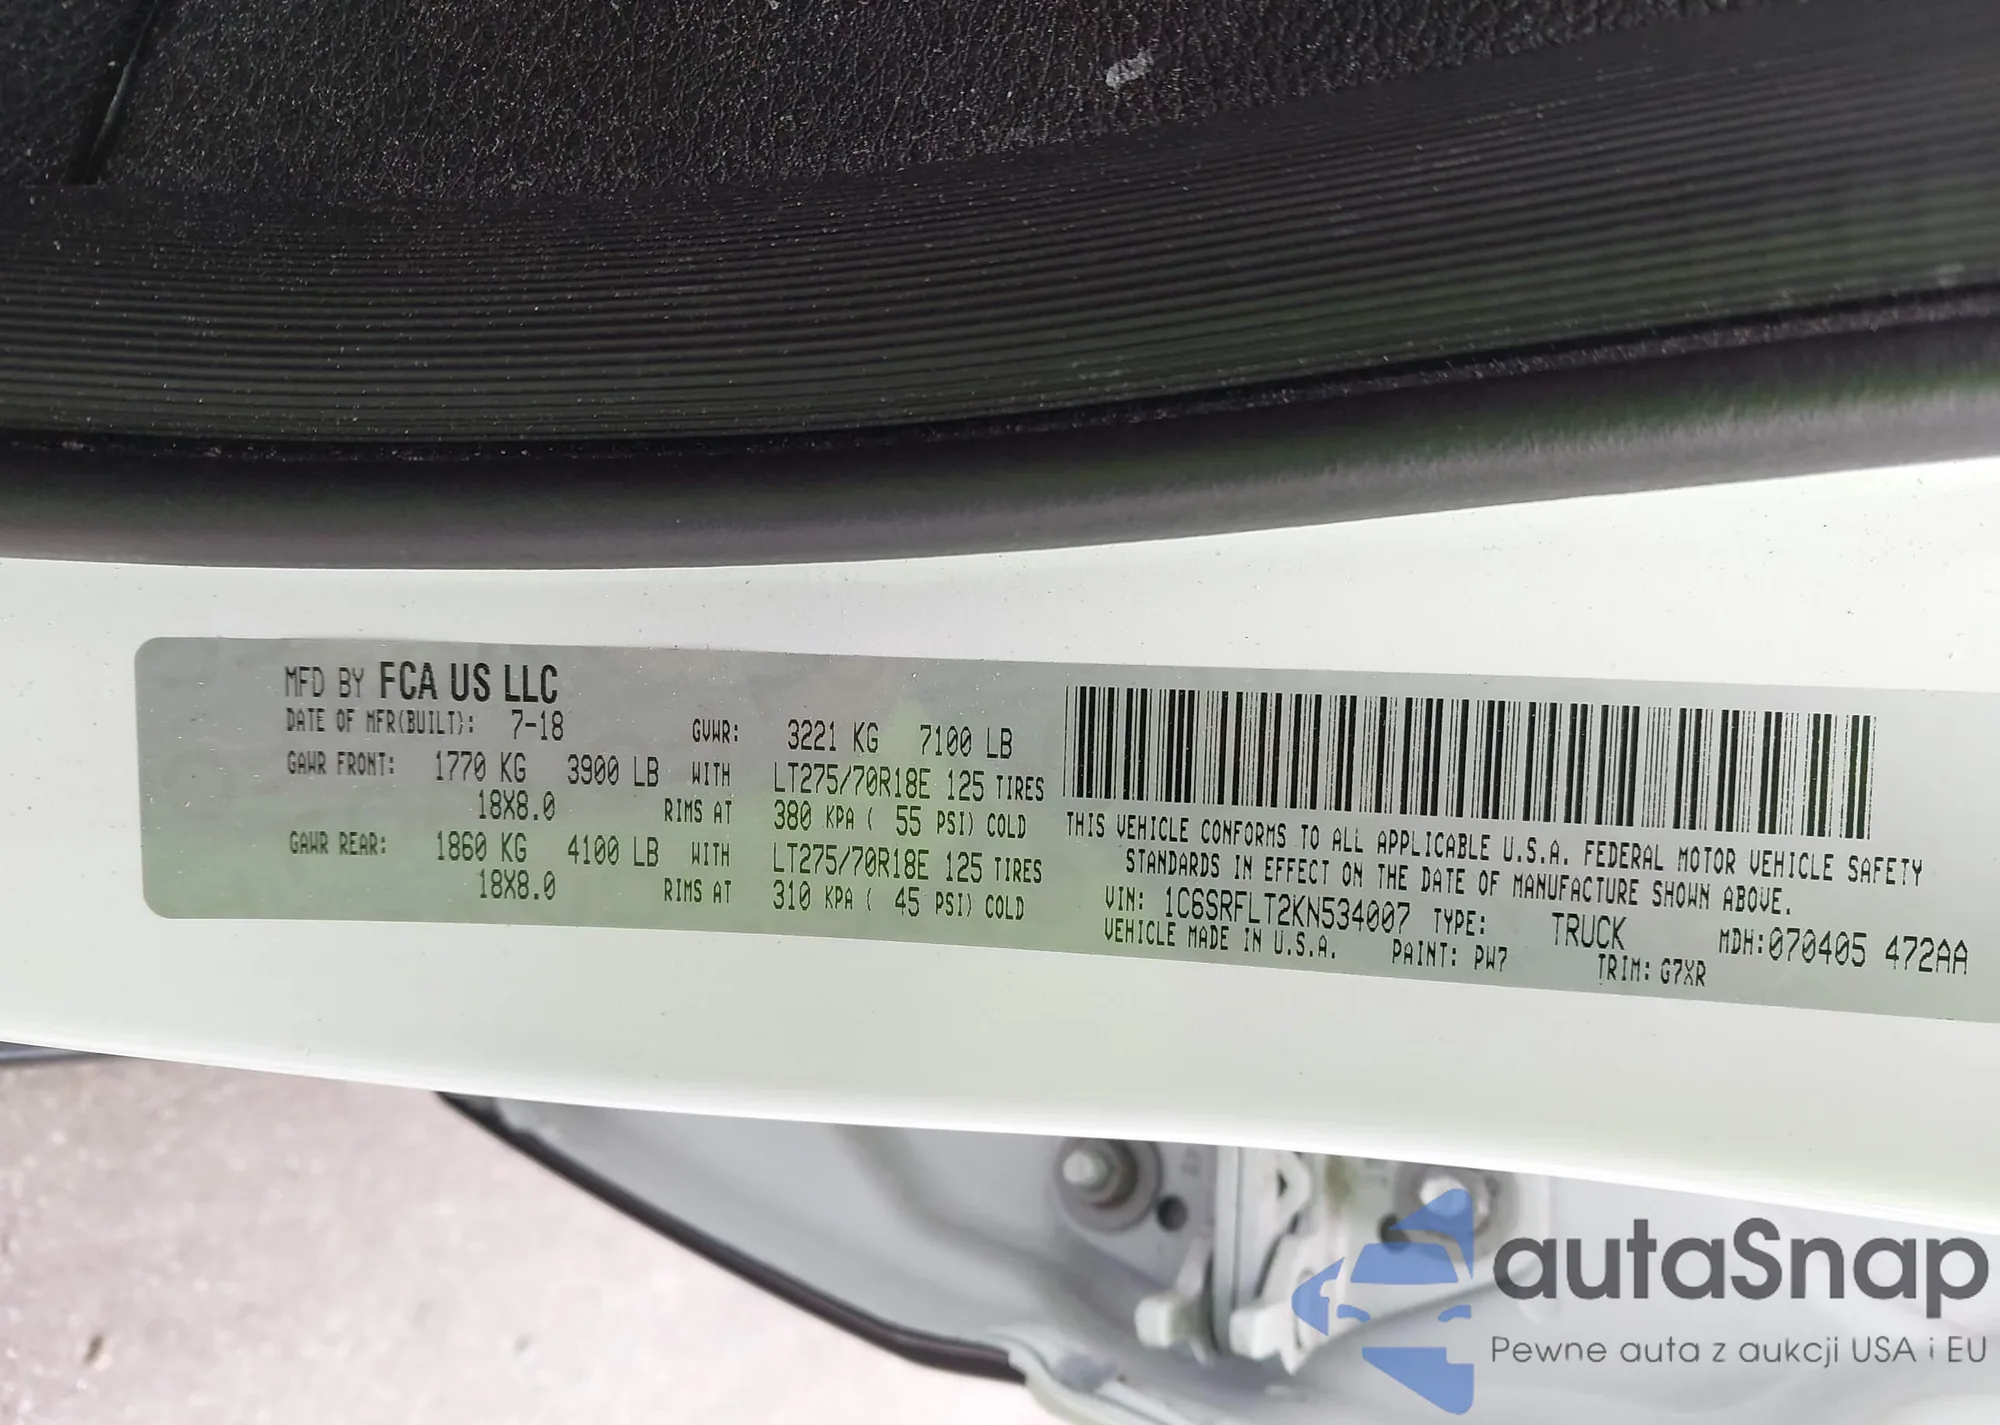 MFD BY FCA US LLC
DATE OF MFR(BUILT): 7-18 GVWR: 3221 KG 7100 LB
GAWR FRONT: 1770 KG 3900 LB WITH LT275/70R18E 125 TIRES
18X8.0 RIMS AT 380 KPA ( 55 PSI) COLD
GAWR REAR: 1860 KG 4100 LB WITH LT275/70R18E 125 TIRES
18X8.0 RIMS AT 310 KPA ( 45 PSI) COLD
THIS VEHICLE CONFORMS TO ALL APPLICABLE U.S.A. FEDERAL MOTOR VEHICLE SAFETY
STANDARDS IN EFFECT ON THE DATE OF MANUFACTURE SHOWN ABOVE.
VIN: 1C6SRFLT2KN534007 TYPE: TRUCK MDH:070405 472AA
VEHICLE MADE IN U.S.A. PAINT: PW7 TRIM: G7XR
autaSnap
Pewne auta z aukcji USA i EU